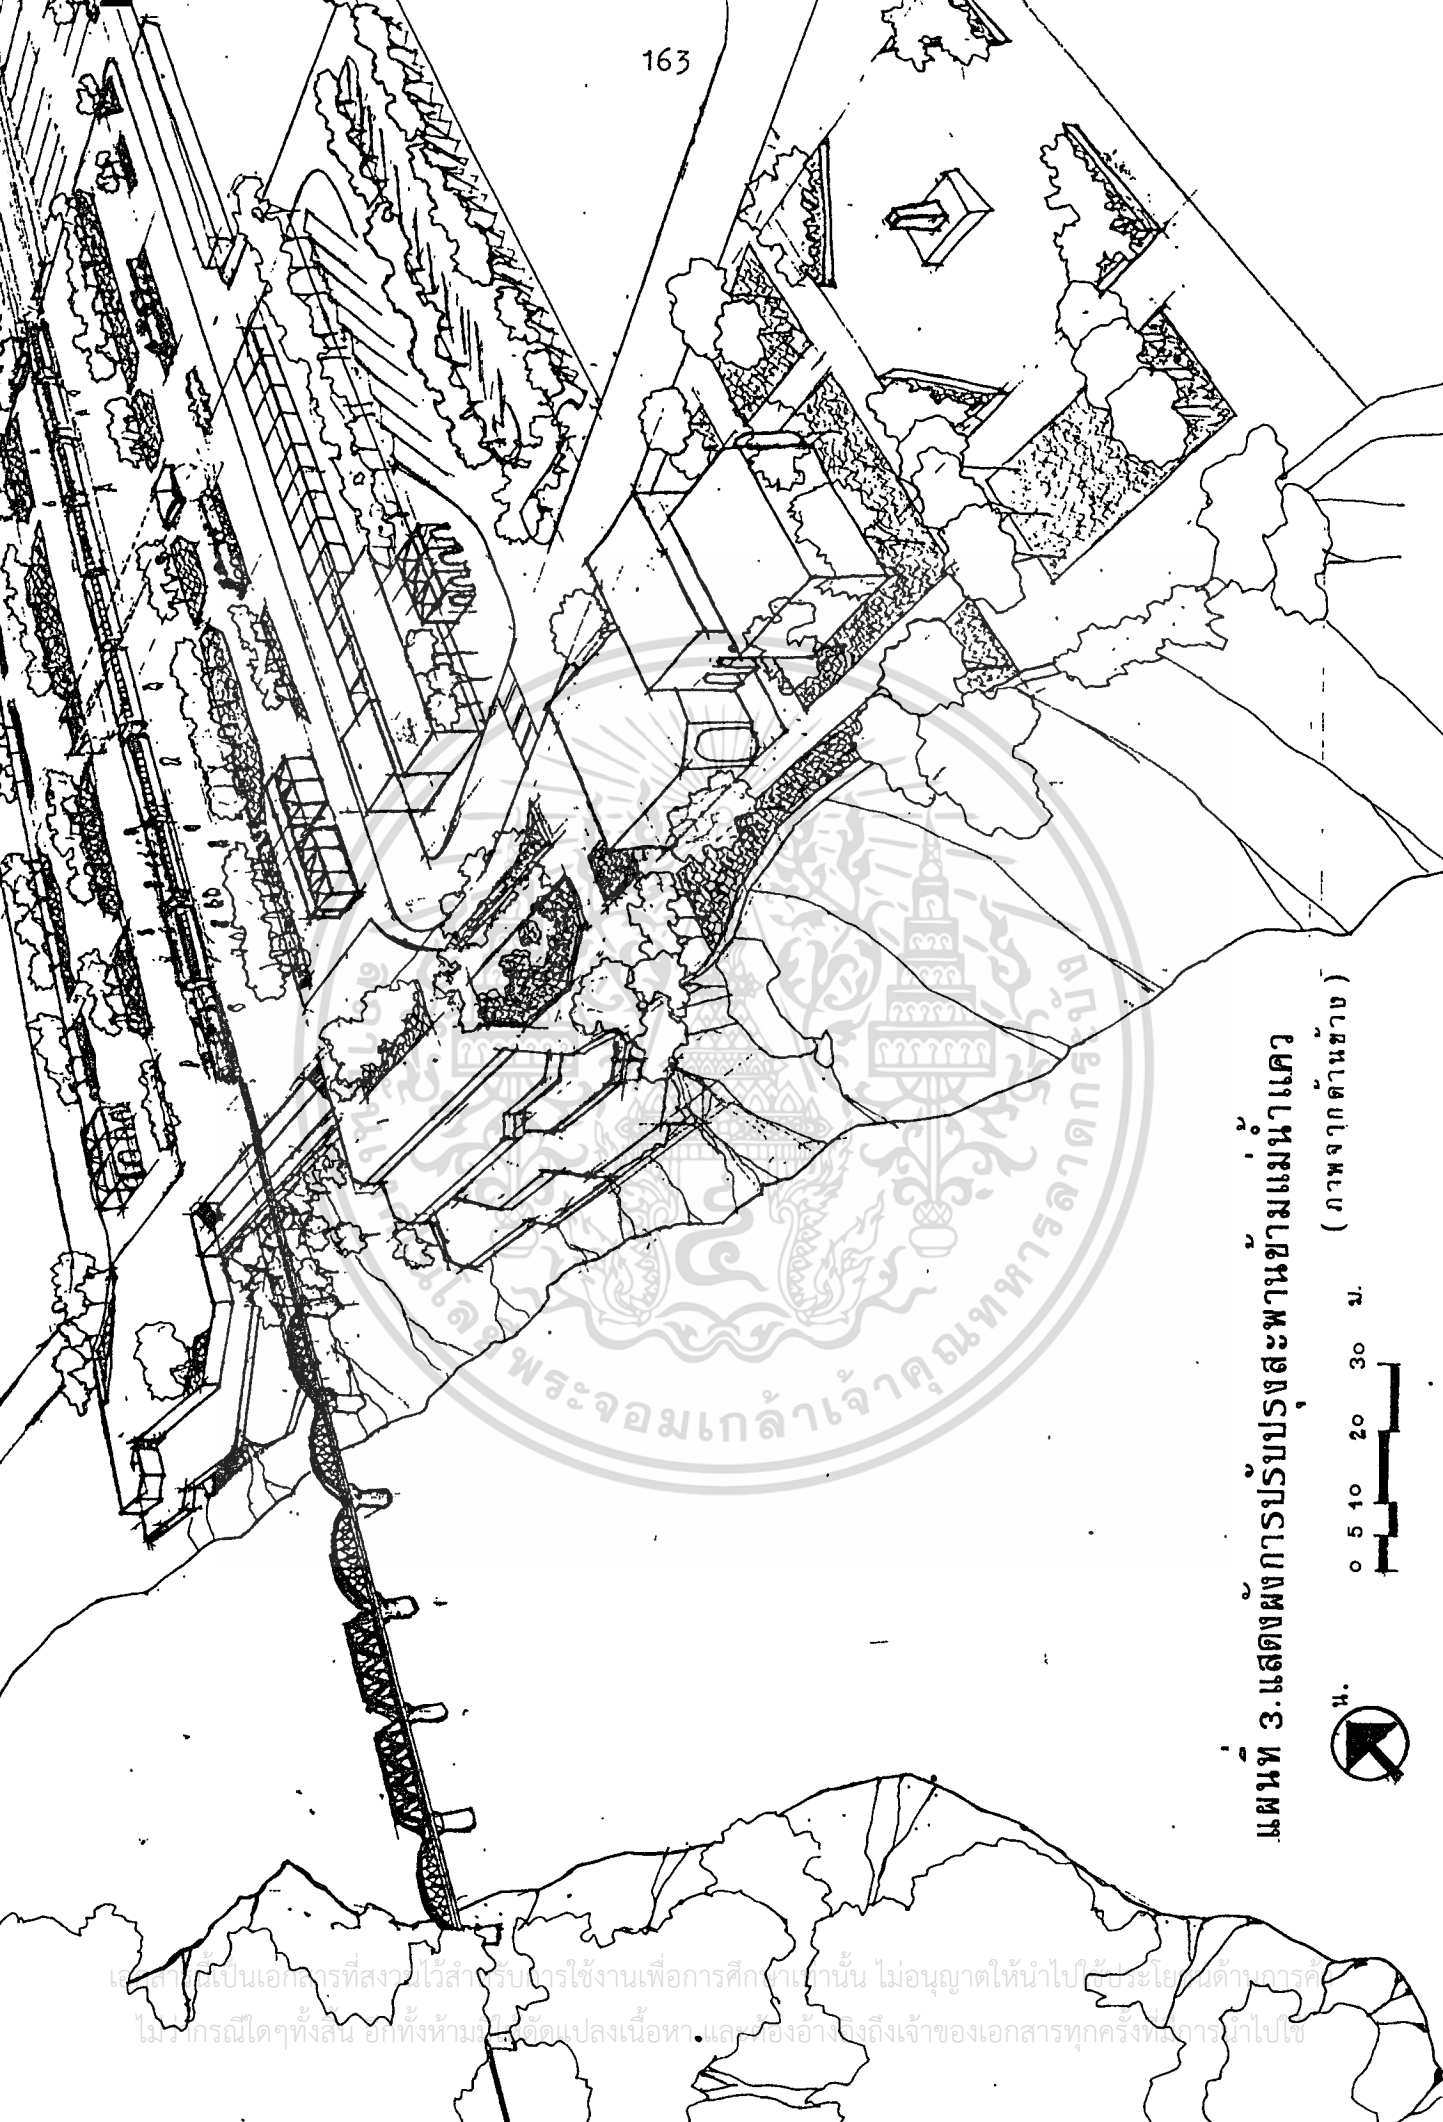 163
แผนที่ 3. แสดงผังการปรับปรุงสะพานข้ามแม่น้ำแคว
( ภาพจายด้านข้าง )
0 5 10 20 30 ม.
น.
พระจอมเกล้าเจ้าคุณทหารลาดกระบัง
เอกสารนี้เป็นเอกสารที่สงวนไว้สำหรับการใช้งานเพื่อการศึกษาเท่านั้น ไม่อนุญาตให้นำไปใช้ประโยชน์ด้านการค้า
ไม่ว่ากรณีใดๆทั้งสิ้น อีกทั้งห้ามมิให้ดัดแปลงเนื้อหา และต้องอ้างอิงถึงเจ้าของเอกสารทุกครั้งที่มีการนำไปใช้